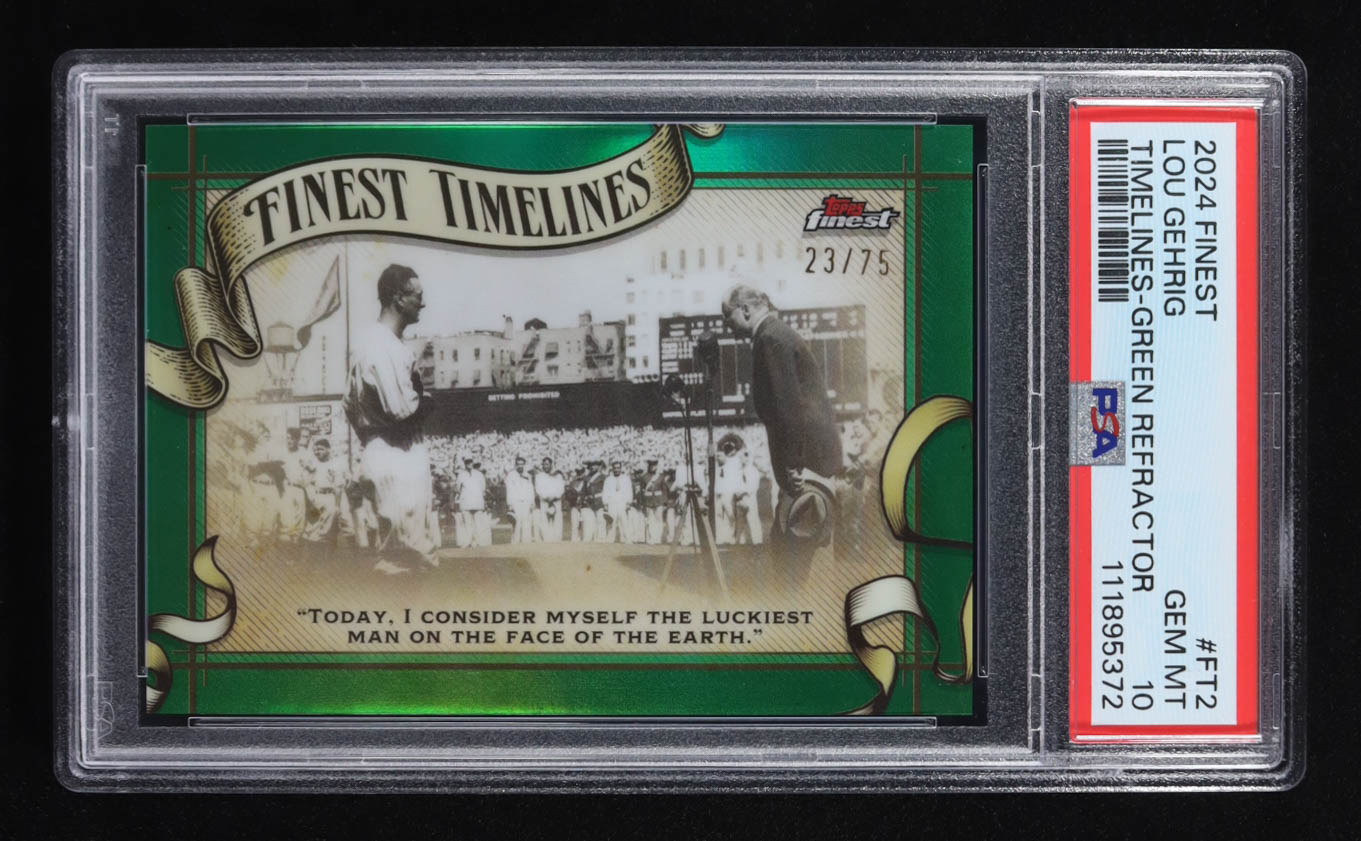 FINEST TIMELINES
TOPPS
finest
23/75
BETTING PROHIBITED
“TODAY, I CONSIDER MYSELF THE LUCKIEST
MAN ON THE FACE OF THE EARTH.”
2024 FINEST #FT2
LOU GEHRIG GEM MT
TIMELINES-GREEN REFRACTOR 10
PSA 111895372